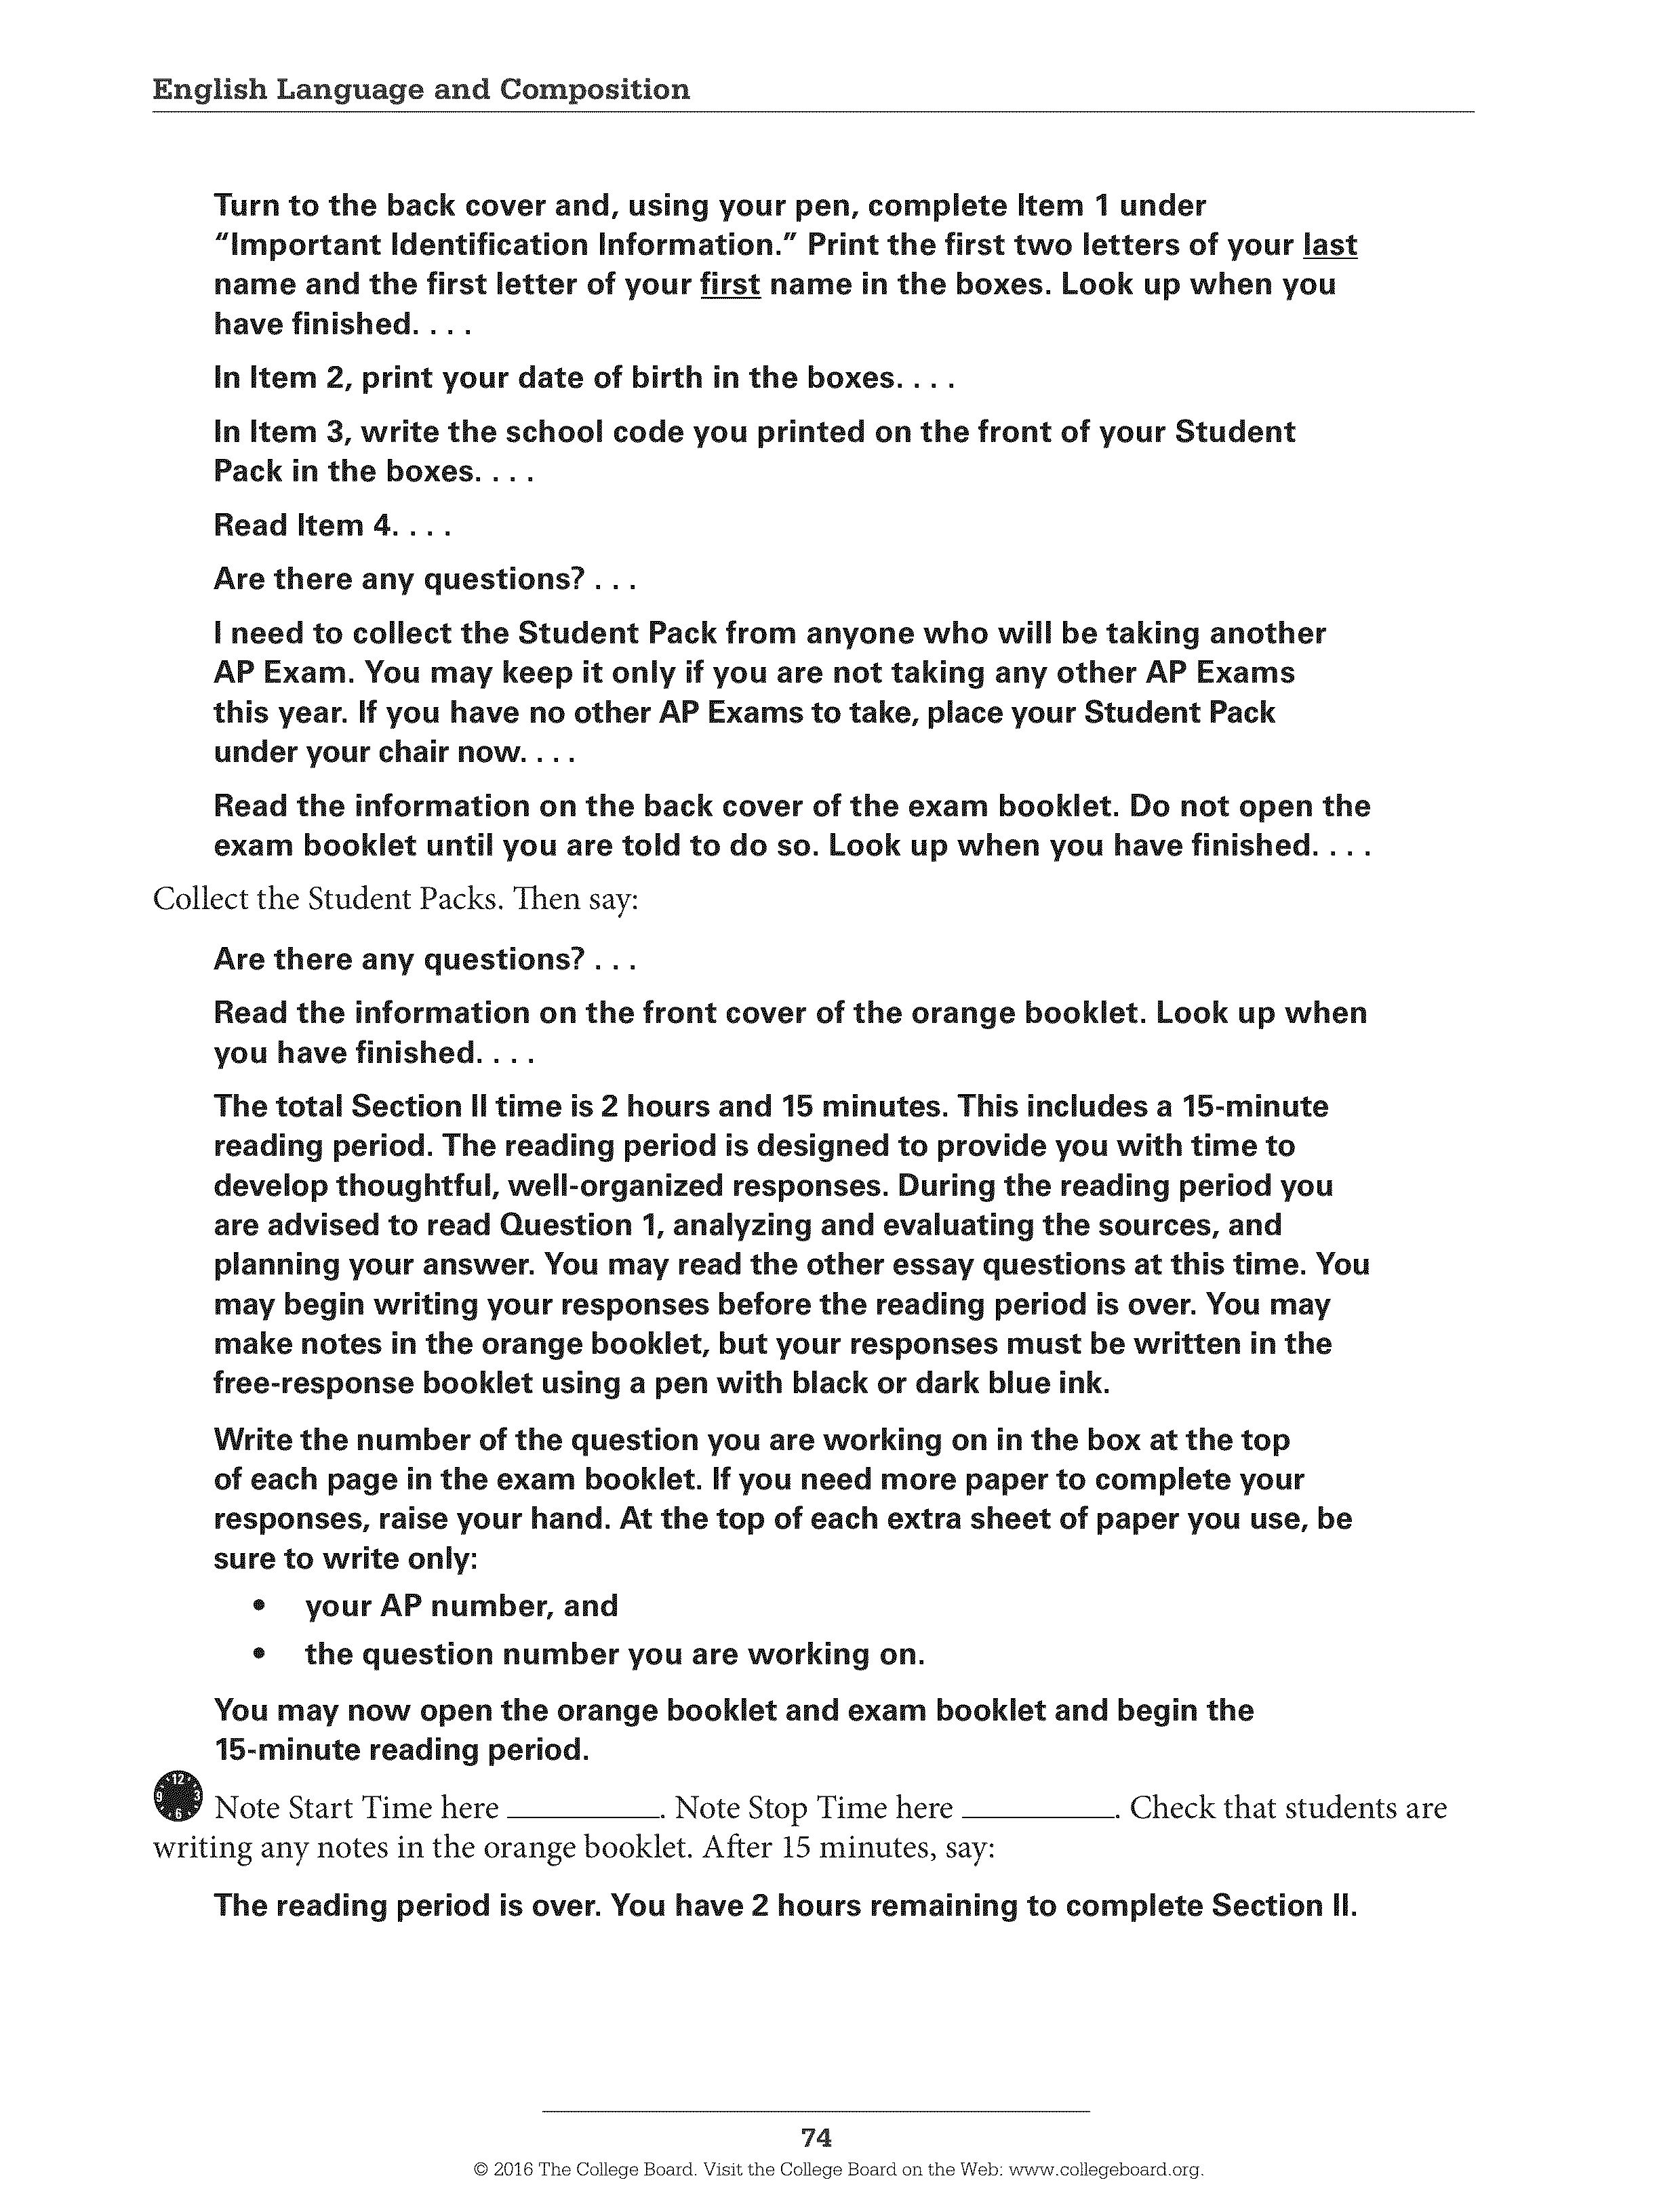 English Language and Composition
Turn to the back cover and, using your pen, complete Item 1 under
“Important Identification Information.” Print the first two letters of your last
name and the first letter of your first name in the boxes. Look up when you
have finished. . . .
In Item 2, print your date of birth in the boxes. . . .
In Item 3, write the school code you printed on the front of your Student
Pack in the boxes. . . .
Read Item 4. . . .
Are there any questions? . . .
I need to collect the Student Pack from anyone who will be taking another
AP Exam. You may keep it only if you are not taking any other AP Exams
this year. If you have no other AP Exams to take, place your Student Pack
under your chair now. . . .
Read the information on the back cover of the exam booklet. Do not open the
exam booklet until you are told to do so. Look up when you have finished. . . .
Collect the Student Packs. Then say:
Are there any questions? . . .
Read the information on the front cover of the orange booklet. Look up when
you have finished. . . .
The total Section II time is 2 hours and 15 minutes. This includes a 15-minute
reading period. The reading period is designed to provide you with time to
develop thoughtful, well-organized responses. During the reading period you
are advised to read Question 1, analyzing and evaluating the sources, and
planning your answer. You may read the other essay questions at this time. You
may begin writing your responses before the reading period is over. You may
make notes in the orange booklet, but your responses must be written in the
free-response booklet using a pen with black or dark blue ink.
Write the number of the question you are working on in the box at the top
of each page in the exam booklet. If you need more paper to complete your
responses, raise your hand. At the top of each extra sheet of paper you use, be
sure to write only:
• your AP number, and
• the question number you are working on.
You may now open the orange booklet and exam booklet and begin the
15-minute reading period.
12 9 3 6
Note Start Time here __________. Note Stop Time here __________. Check that students are
writing any notes in the orange booklet. After 15 minutes, say:
The reading period is over. You have 2 hours remaining to complete Section II.
74
© 2016 The College Board. Visit the College Board on the Web: www.collegeboard.org.